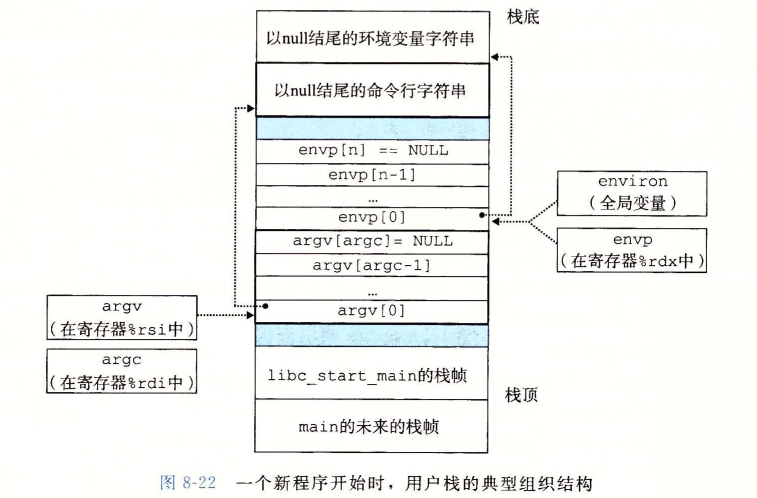 栈底
以null结尾的环境变量字符串
以null结尾的命令行字符串
envp[n] == NULL
envp[n-1]
…
envp[0]
argv[argc]= NULL
argv[argc-1]
…
argv[0]
libc_start_main的栈帧
main的未来的栈帧
栈顶
environ
(全局变量)
envp
(在寄存器%rdx中)
argv
(在寄存器%rsi中)
argc
(在寄存器%rdi中)
图 8-22 一个新程序开始时，用户栈的典型组织结构